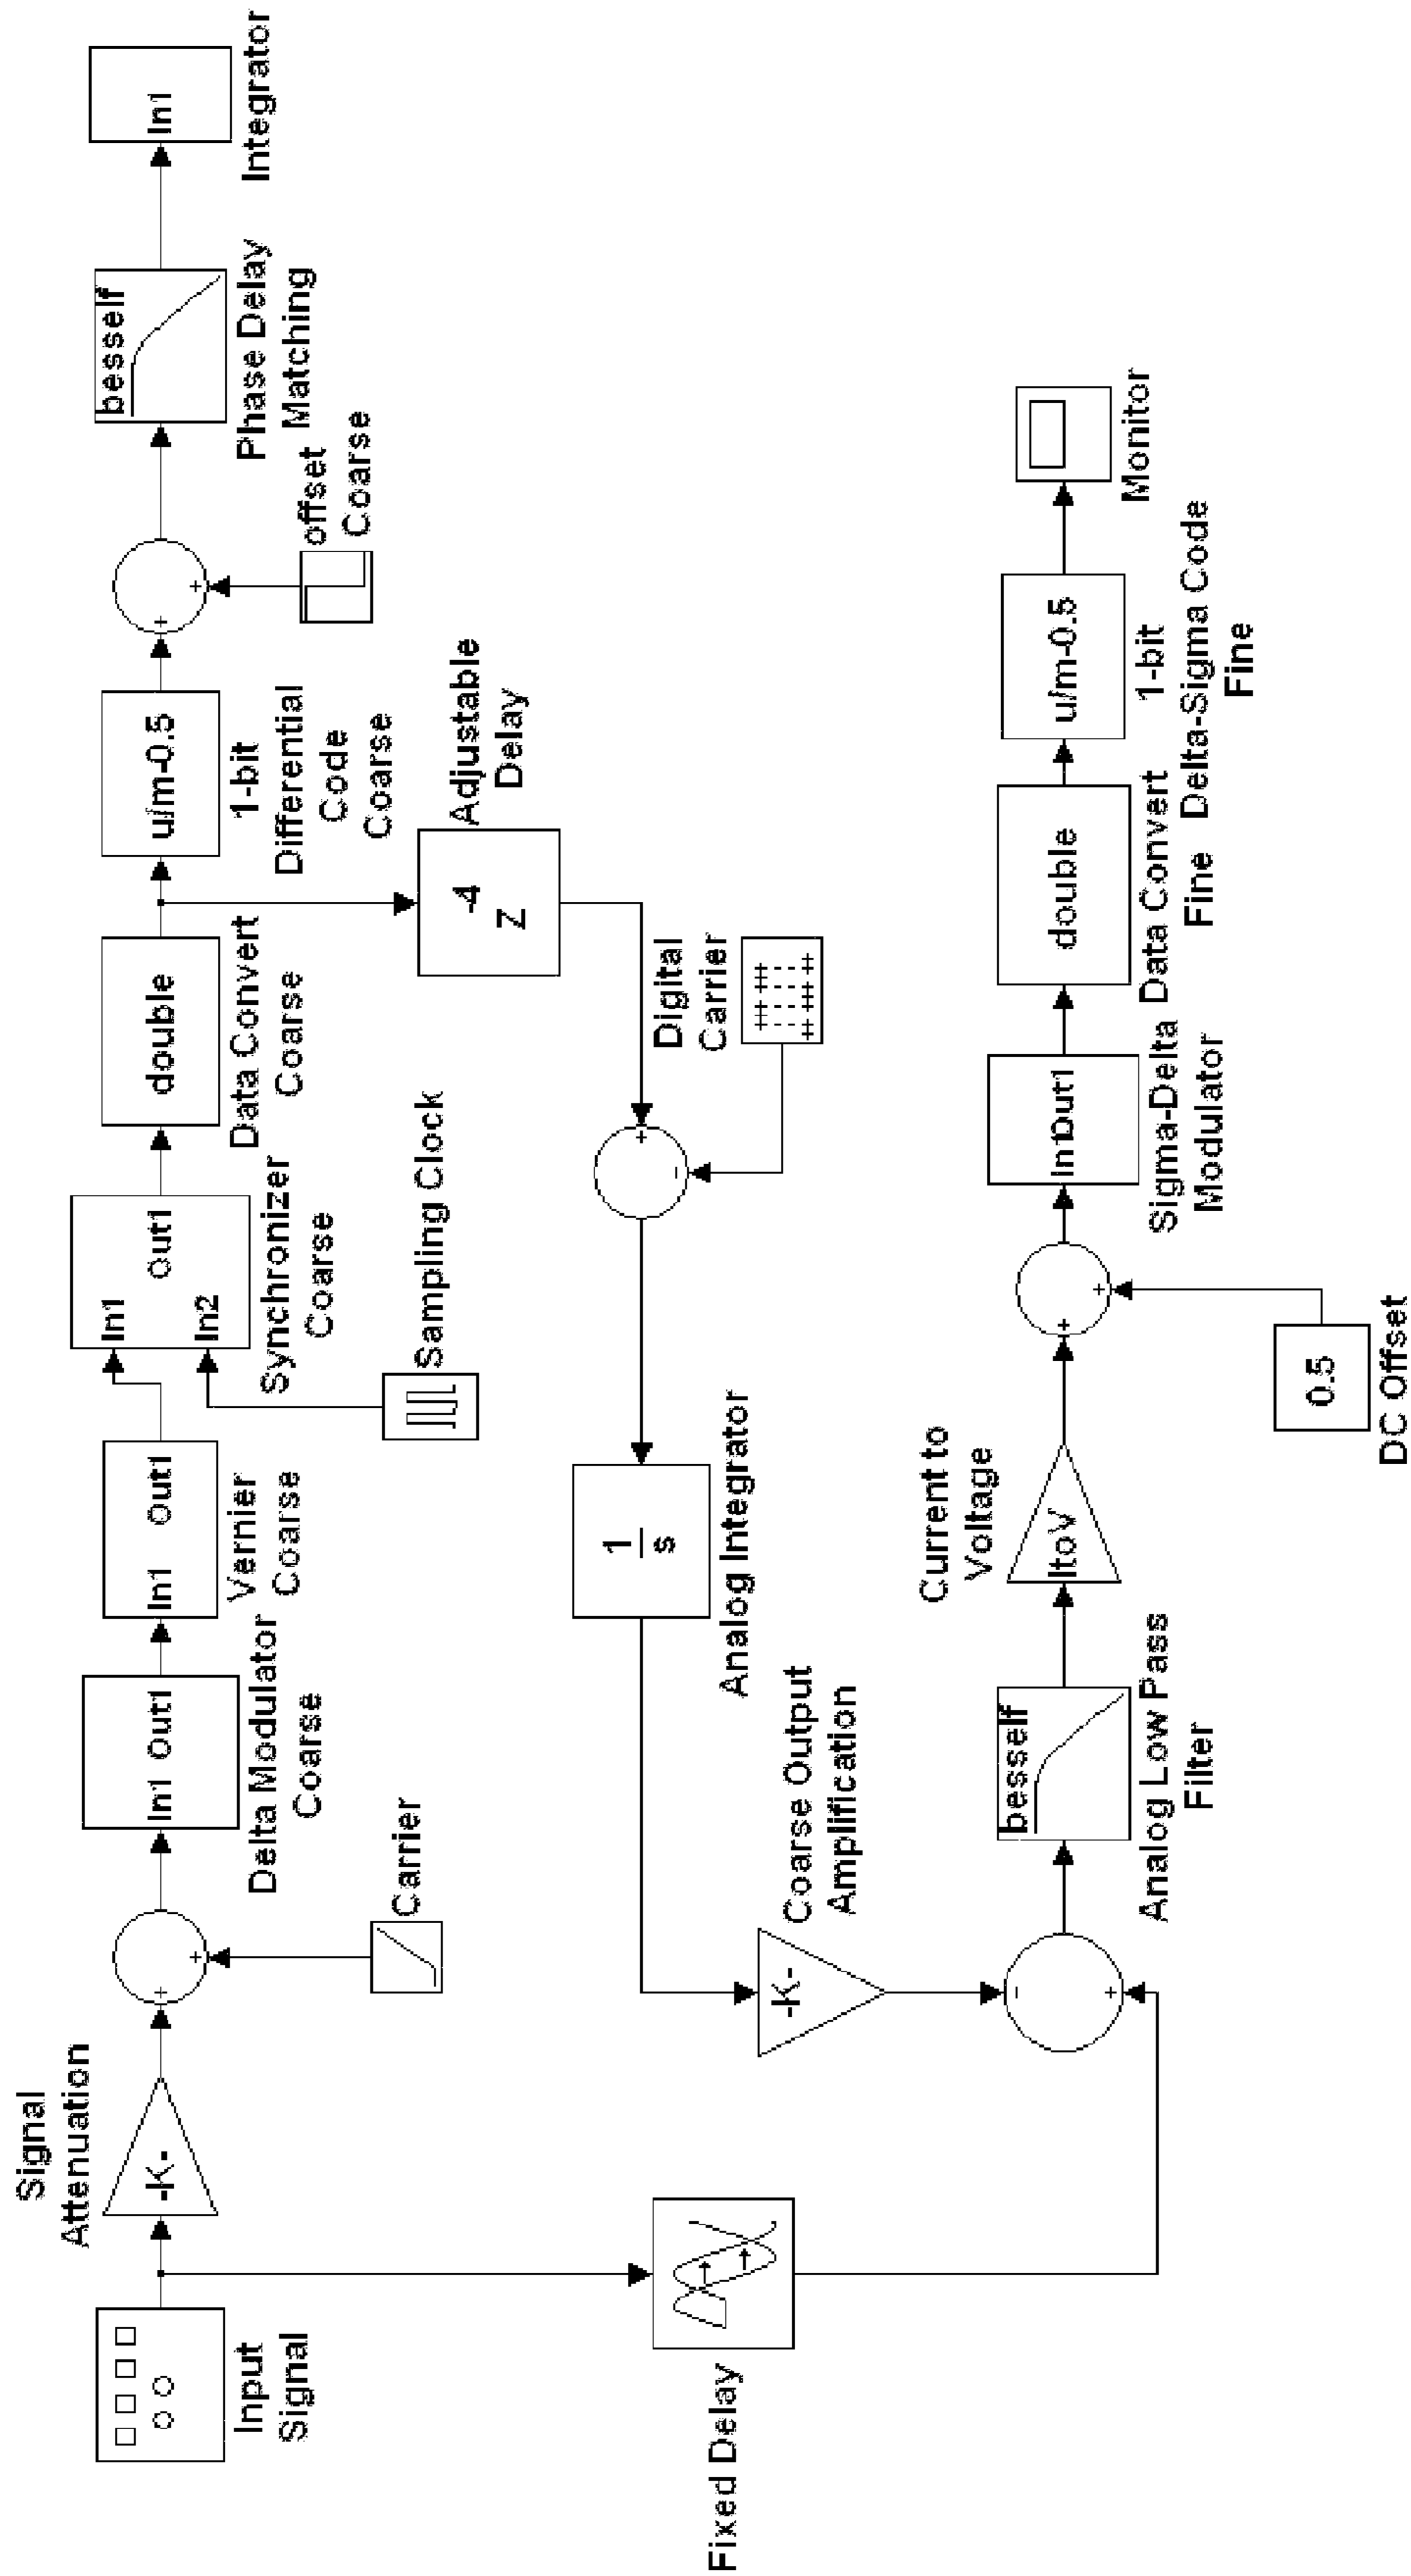 Input
Signal
Signal
Attenuation
-K-
+
+
Carrier
In1 Out1
Delta Modulator
Coarse
In1 Out1
Vernier
Coarse
In1
In2
Out1
Synchronizer
Coarse
Sampling Clock
double
Data Convert
Coarse
u/m-0.5
1-bit
Differential
Code
Coarse
+
+
offset
Coarse
besself
Phase Delay
Matching
In1
Integrator
-4
Z
Adjustable
Delay
Digital
Carrier
+
-
1
s
Analog Integrator
Coarse Output
Amplification
-K-
Fixed Delay
-
+
besself
Analog Low Pass
Filter
Current to
Voltage
ItoV
+
+
0.5
DC Offset
In1Out1
Sigma-Delta
Modulator
double
Data Convert
Fine
u/m-0.5
1-bit
Delta-Sigma Code
Fine
Monitor